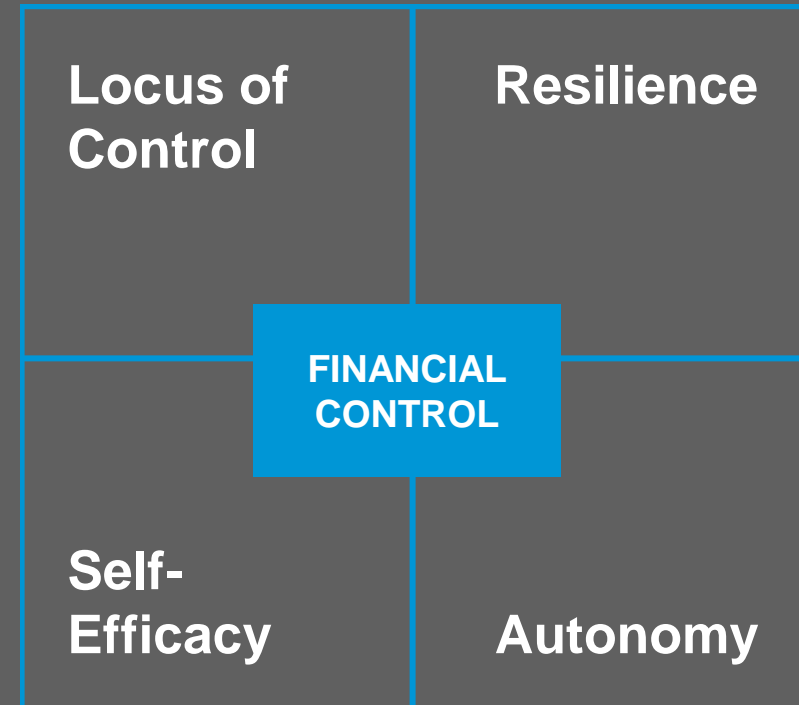 Locus of
Control
Resilience
FINANCIAL
CONTROL
Self-
Efficacy
Autonomy